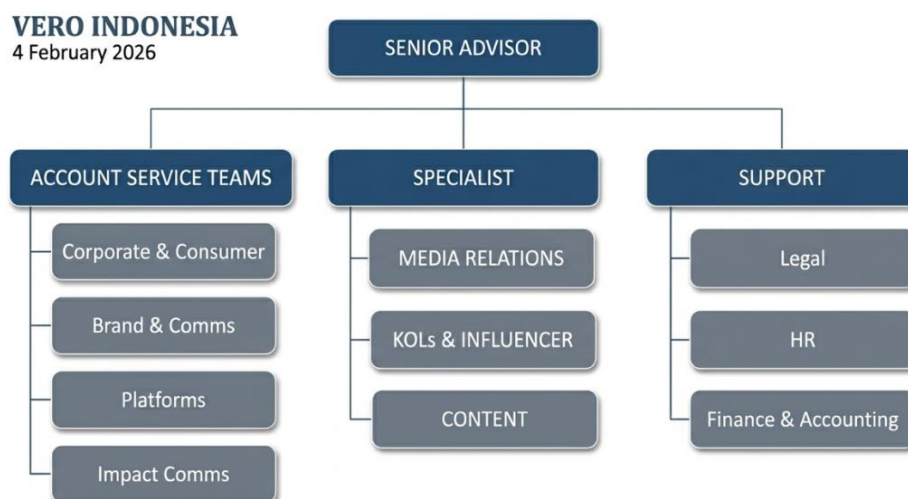 VERO INDONESIA
4 February 2026
SENIOR ADVISOR
ACCOUNT SERVICE TEAMS
Corporate & Consumer
Brand & Comms
Platforms
Impact Comms
SPECIALIST
MEDIA RELATIONS
KOLs & INFLUENCER
CONTENT
SUPPORT
Legal
HR
Finance & Accounting